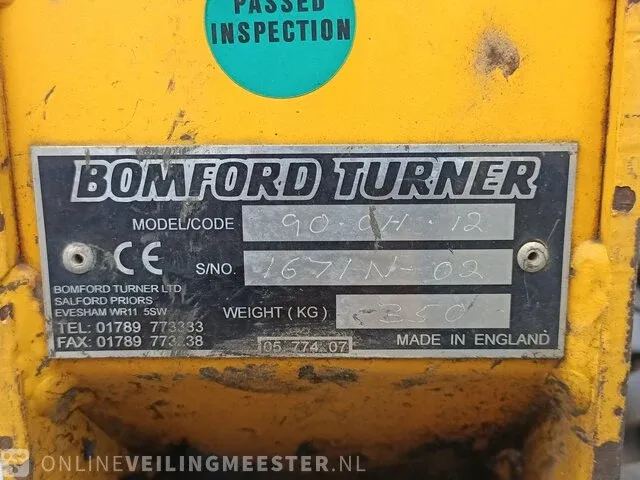 PASSED
INSPECTION
BOMFORD TURNER
MODEL/CODE 90·CH·12
CE S/NO. 1671N-02
BOMFORD TURNER LTD
SALFORD PRIORS
EVESHAM WR11 5SW
WEIGHT (KG) 350
TEL: 01789 773383
FAX: 01789 773238
05 774 07
MADE IN ENGLAND
ONLINEVEILINGMEESTER.NL